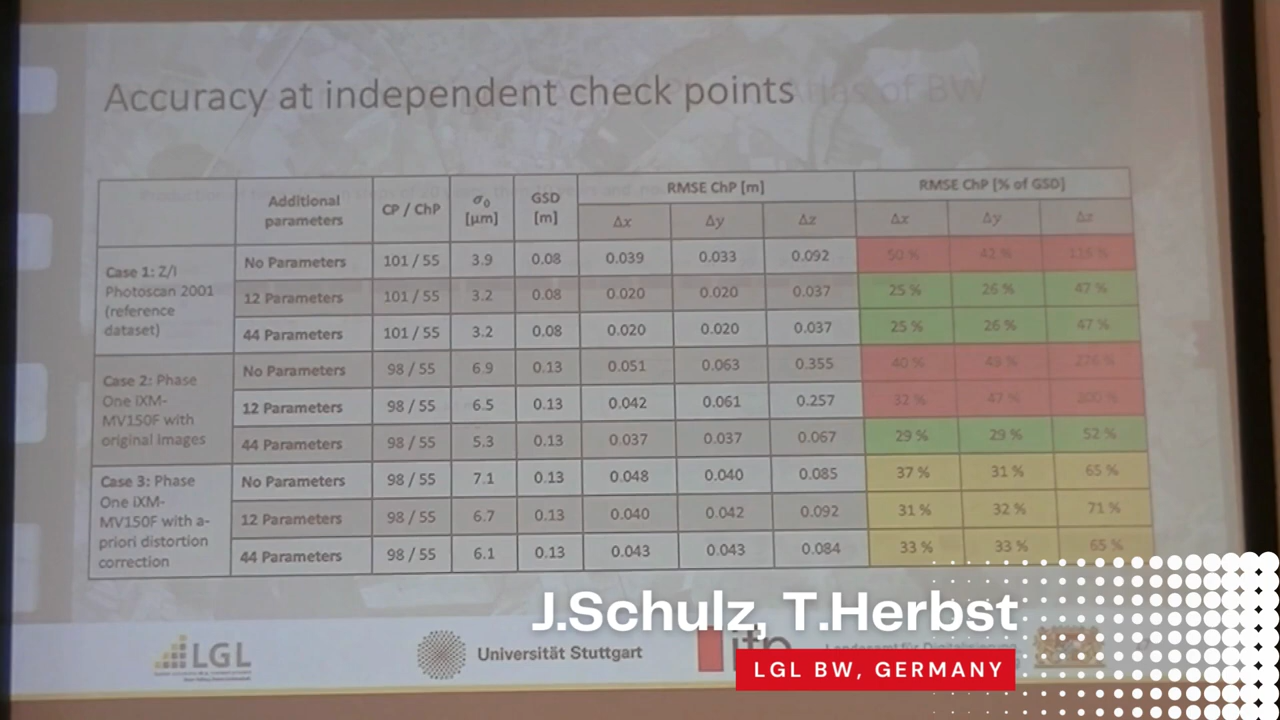 Accuracy at independent check points
Additional parameters CP / ChP σ0 [µm] GSD [m] RMSE ChP [m] RMSE ChP [% of GSD]
Δx Δy Δz Δx Δy Δz
Case 1: Z/I Photoscan 2001 (reference dataset)
No Parameters 101 / 55 3.9 0.08 0.039 0.033 0.092 50 % 42 % 116 %
12 Parameters 101 / 55 3.2 0.08 0.020 0.020 0.037 25 % 26 % 47 %
44 Parameters 101 / 55 3.2 0.08 0.020 0.020 0.037 25 % 26 % 47 %
Case 2: Phase One iXM-MV150F with original images
No Parameters 98 / 55 6.9 0.13 0.051 0.063 0.355 40 % 49 % 276 %
12 Parameters 98 / 55 6.5 0.13 0.042 0.061 0.257 32 % 47 %
44 Parameters 98 / 55 5.3 0.13 0.037 0.037 0.067 29 % 29 % 52 %
Case 3: Phase One iXM-MV150F with a-priori distortion correction
No Parameters 98 / 55 7.1 0.13 0.048 0.040 0.085 37 % 31 % 65 %
12 Parameters 98 / 55 6.7 0.13 0.040 0.042 0.092 31 % 32 % 71 %
44 Parameters 98 / 55 6.1 0.13 0.043 0.043 0.084 33 % 33 % 65 %
J.Schulz, T.Herbst
LGL Universität Stuttgart ifp
LGL BW, GERMANY